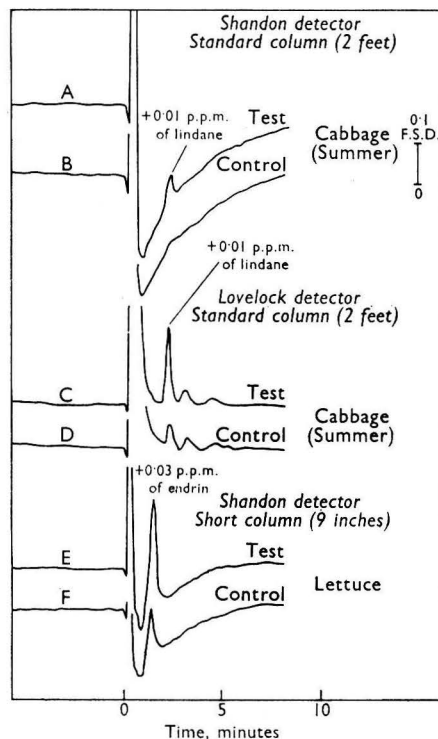 Shandon detector
Standard column (2 feet)
A
+0·01 p.p.m.
of lindane
Test
0·1
F.S.D.
0
Cabbage
(Summer)
B
Control
+0·01 p.p.m.
of lindane
Lovelock detector
Standard column (2 feet)
C
Test
Cabbage
(Summer)
D
Control
+0·03 p.p.m.
of endrin
Shandon detector
Short column (9 inches)
E
Test
Lettuce
F
Control
0
5
10
Time, minutes